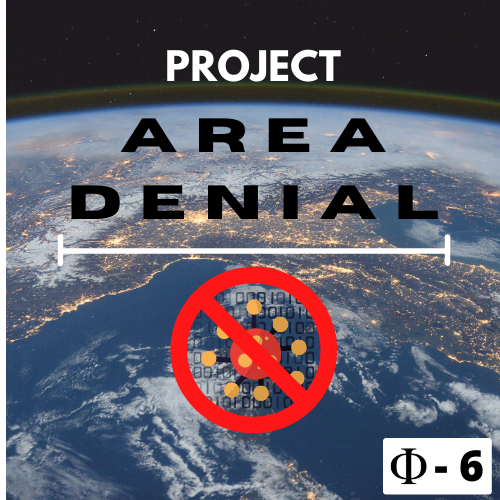 PROJECT
AREA
DENIAL
Φ - 6